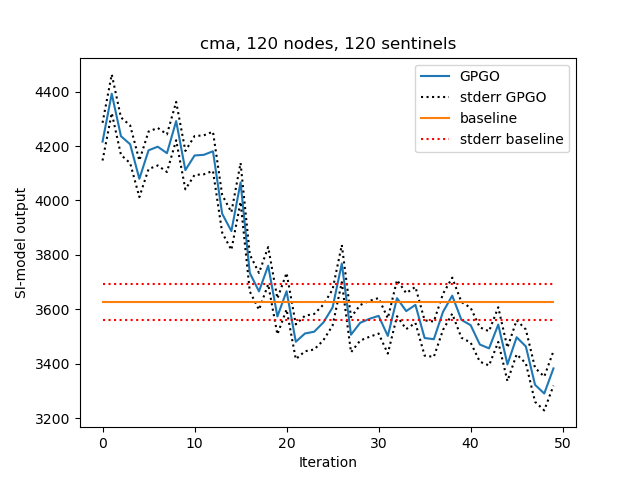 cma, 120 nodes, 120 sentinels
GPGO
stderr GPGO
baseline
stderr baseline
SI-model output
4400
4200
4000
3800
3600
3400
3200
0 10 20 30 40 50
Iteration